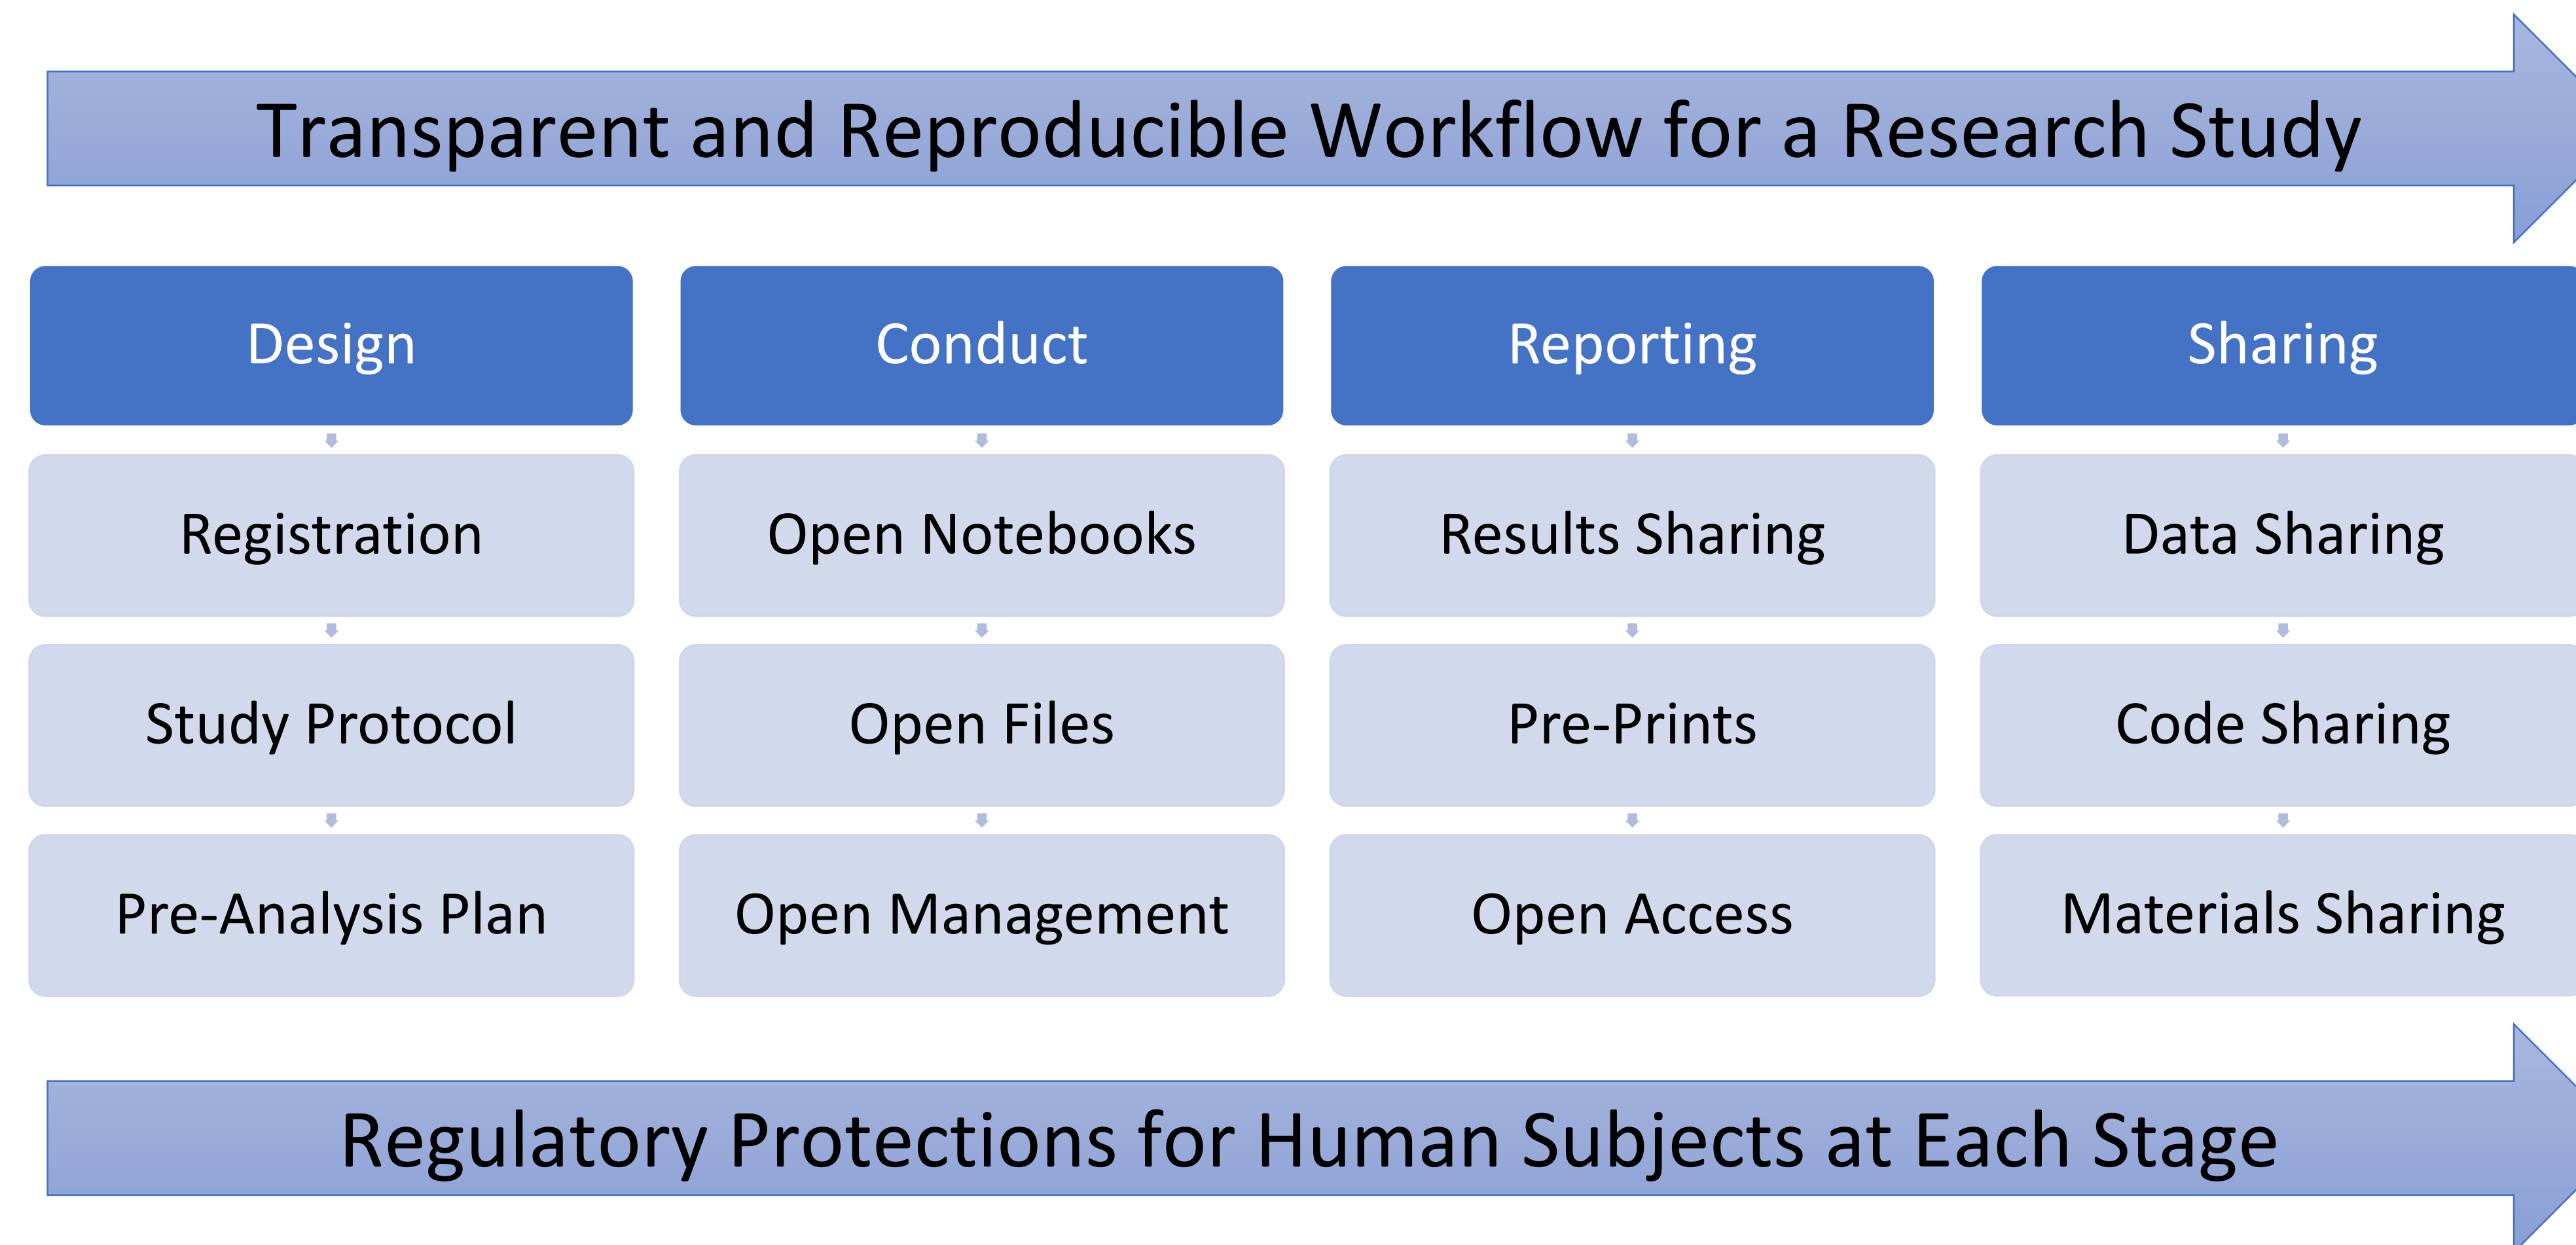 Transparent and Reproducible Workflow for a Research Study
Design
Registration
Study Protocol
Pre-Analysis Plan
Conduct
Open Notebooks
Open Files
Open Management
Reporting
Results Sharing
Pre-Prints
Open Access
Sharing
Data Sharing
Code Sharing
Materials Sharing
Regulatory Protections for Human Subjects at Each Stage